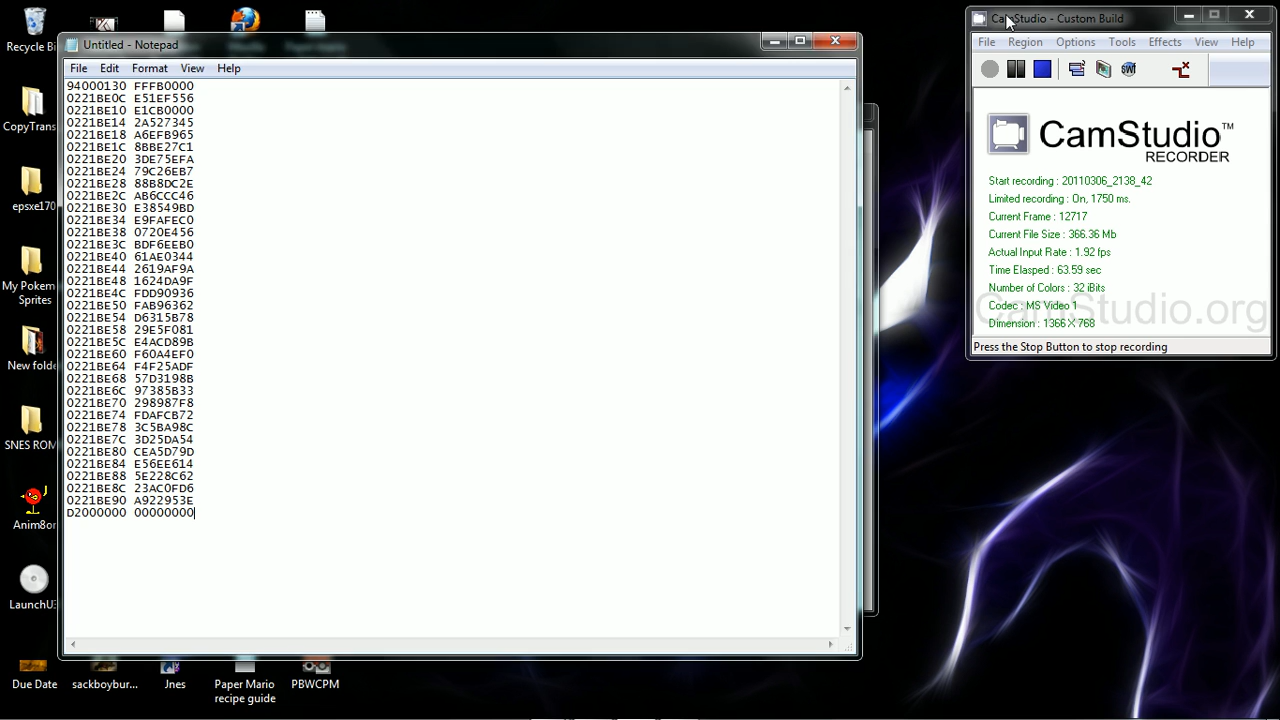 Recycle Bi
CopyTrans
epsxe170
My Pokem
Sprites
New folde
SNES ROM
Anim8or
LaunchU3
Due Date
sackboybur...
Jnes
Paper Mario
recipe guide
PBWCPM
Untitled - Notepad
File Edit Format View Help
94000130 FFFB0000
0221BE0C E51EF556
0221BE10 E1CB0000
0221BE14 2A527345
0221BE18 A6EFB965
0221BE1C 8BBE27C1
0221BE20 3DE75EFA
0221BE24 79C26EB7
0221BE28 88B8DC2E
0221BE2C AB6CCC46
0221BE30 E38549BD
0221BE34 E9FAFEC0
0221BE38 0720E456
0221BE3C BDF6EEB0
0221BE40 61AE0344
0221BE44 2619AF9A
0221BE48 1624DA9F
0221BE4C FDD90936
0221BE50 FAB96362
0221BE54 D6315B78
0221BE58 29E5F081
0221BE5C E4ACD89B
0221BE60 F60A4EF0
0221BE64 F4F25ADF
0221BE68 57D3198B
0221BE6C 97385B33
0221BE70 298987F8
0221BE74 FDAFCB72
0221BE78 3C5BA98C
0221BE7C 3D25DA54
0221BE80 CEA5D79D
0221BE84 E56EE614
0221BE88 5E228C62
0221BE8C 23AC0FD6
0221BE90 A922953E
D2000000 00000000
CamStudio - Custom Build
File Region Options Tools Effects View Help
SWF
CamStudio™
RECORDER
Start recording : 20110306_2138_42
Limited recording : On, 1750 ms.
Current Frame : 12717
Current File Size : 366.36 Mb
Actual Input Rate : 1.92 fps
Time Elasped : 63.59 sec
Number of Colors : 32 iBits
Codec : MS Video 1
Dimension : 1366 X 768
CamStudio.org
Press the Stop Button to stop recording